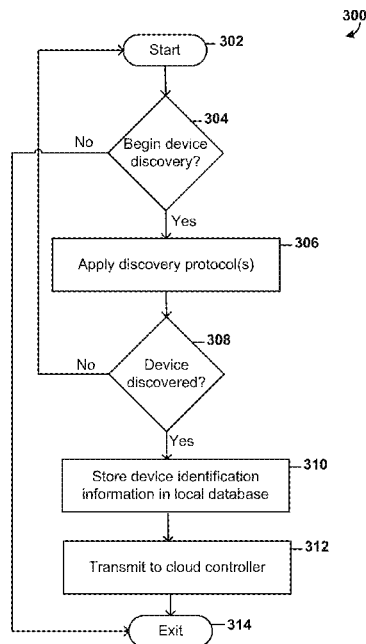 300
Start
302
304
Begin device
discovery?
No
Yes
306
Apply discovery protocol(s)
308
Device
discovered?
No
Yes
310
Store device identification
information in local database
312
Transmit to cloud controller
Exit
314